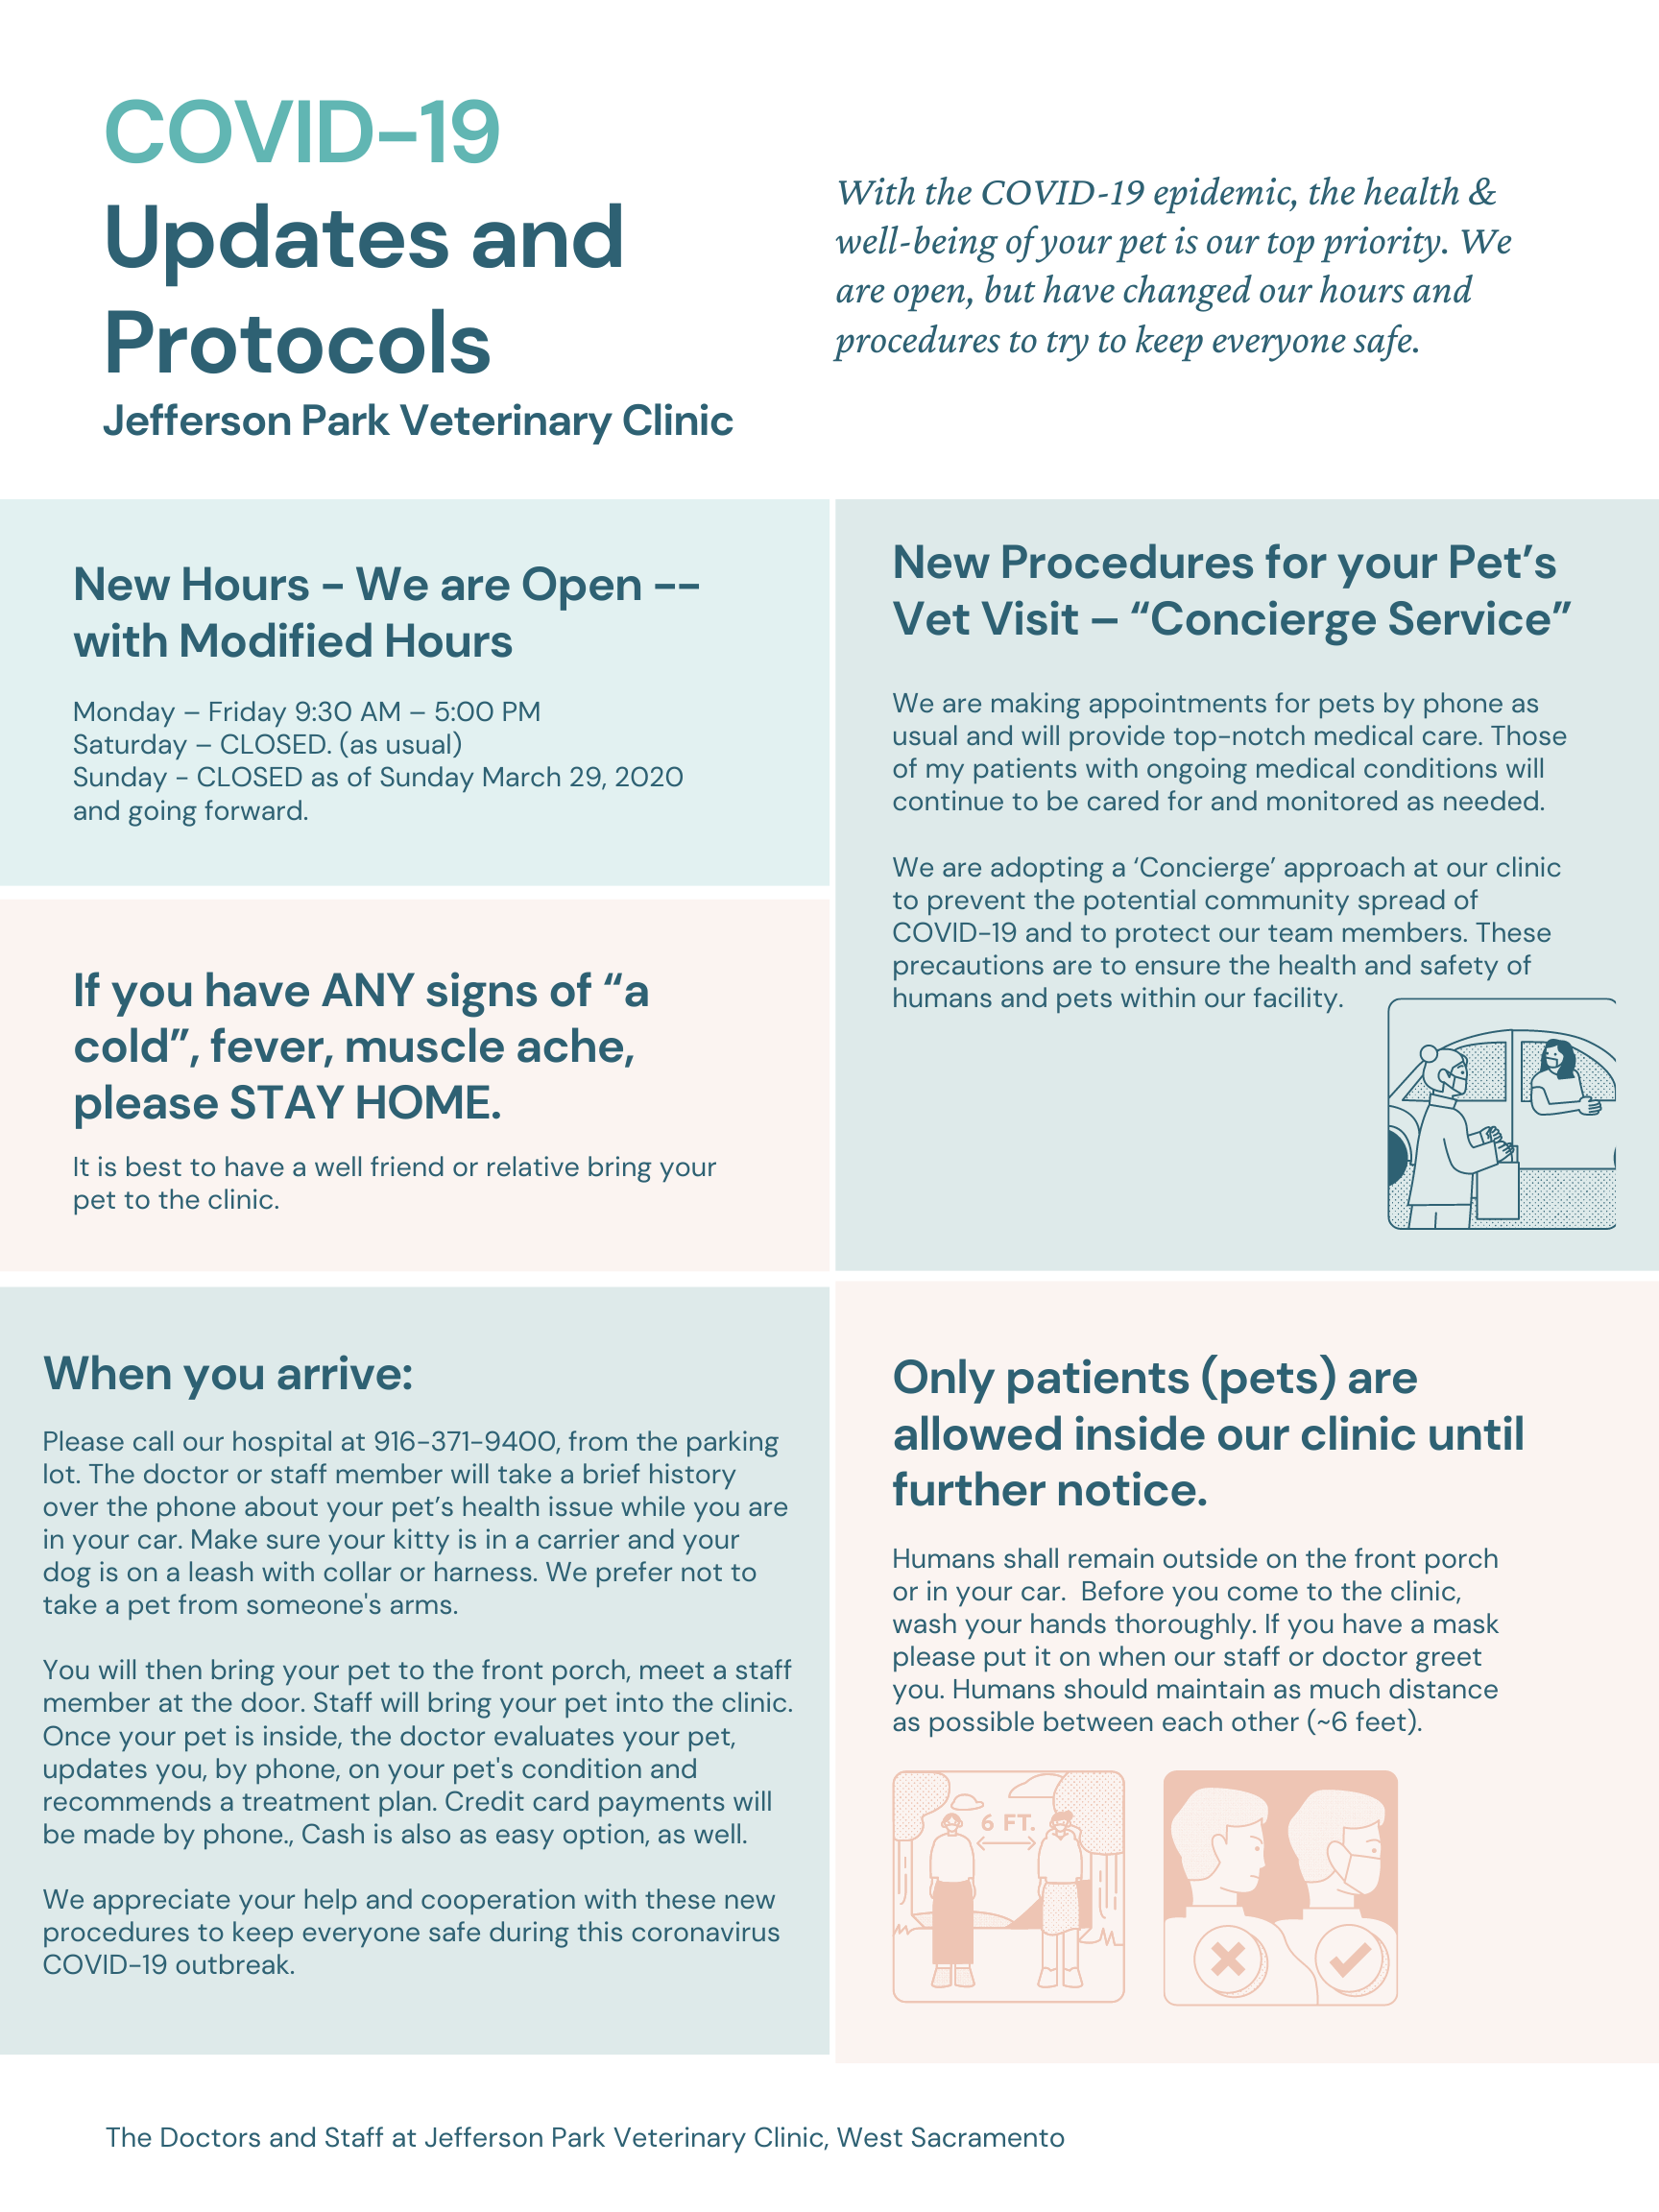 COVID-19
Updates and
Protocols
Jefferson Park Veterinary Clinic
With the COVID-19 epidemic, the health &
well-being of your pet is our top priority. We
are open, but have changed our hours and
procedures to try to keep everyone safe.
New Hours - We are Open --
with Modified Hours
Monday – Friday 9:30 AM – 5:00 PM
Saturday – CLOSED. (as usual)
Sunday - CLOSED as of Sunday March 29, 2020
and going forward.
If you have ANY signs of “a
cold”, fever, muscle ache,
please STAY HOME.
It is best to have a well friend or relative bring your
pet to the clinic.
New Procedures for your Pet’s
Vet Visit – “Concierge Service”
We are making appointments for pets by phone as
usual and will provide top-notch medical care. Those
of my patients with ongoing medical conditions will
continue to be cared for and monitored as needed.
We are adopting a ‘Concierge’ approach at our clinic
to prevent the potential community spread of
COVID-19 and to protect our team members. These
precautions are to ensure the health and safety of
humans and pets within our facility.
When you arrive:
Please call our hospital at 916-371-9400, from the parking
lot. The doctor or staff member will take a brief history
over the phone about your pet’s health issue while you are
in your car. Make sure your kitty is in a carrier and your
dog is on a leash with collar or harness. We prefer not to
take a pet from someone's arms.
You will then bring your pet to the front porch, meet a staff
member at the door. Staff will bring your pet into the clinic.
Once your pet is inside, the doctor evaluates your pet,
updates you, by phone, on your pet's condition and
recommends a treatment plan. Credit card payments will
be made by phone., Cash is also as easy option, as well.
We appreciate your help and cooperation with these new
procedures to keep everyone safe during this coronavirus
COVID-19 outbreak.
Only patients (pets) are
allowed inside our clinic until
further notice.
Humans shall remain outside on the front porch
or in your car.  Before you come to the clinic,
wash your hands thoroughly. If you have a mask
please put it on when our staff or doctor greet
you. Humans should maintain as much distance
as possible between each other (~6 feet).
6 FT.
The Doctors and Staff at Jefferson Park Veterinary Clinic, West Sacramento